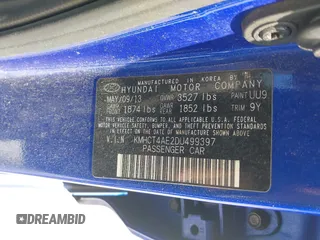 MANUFACTURED IN KOREA BY
HYUNDAI MOTOR COMPANY
MAY/09/13 GVWR 3527 lbs PAINT UU9
1874 lbs 1852 lbs TRIM 9Y
THIS VEHICLE CONFORMS TO ALL APPLICABLE U.S.A. FEDERAL
MOTOR VEHICLE SAFETY, BUMPER, AND THEFT PREVENTION STANDARDS
IN EFFECT ON THE DATE OF MANUFACTURE SHOWN ABOVE.
V.I.N KMHCT4AE2DU499397
PASSENGER CAR
DREAMBID